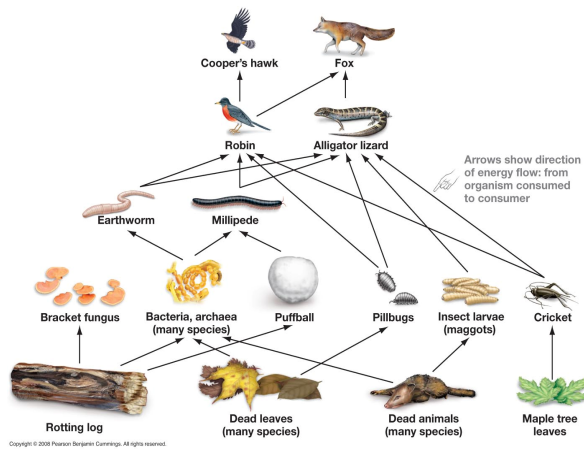 Cooper's hawk
Fox
Robin
Alligator lizard
Arrows show direction
of energy flow: from
organism consumed
to consumer
Earthworm
Millipede
Bracket fungus
Bacteria, archaea
(many species)
Puffball
Pillbugs
Insect larvae
(maggots)
Cricket
Rotting log
Dead leaves
(many species)
Dead animals
(many species)
Maple tree
leaves
Copyright © 2008 Pearson Benjamin Cummings. All rights reserved.